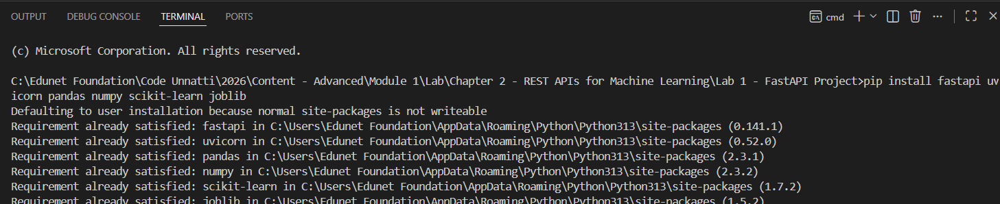 OUTPUT DEBUG CONSOLE TERMINAL PORTS cmd
(c) Microsoft Corporation. All rights reserved.
C:\Edunet Foundation\Code Unnatti\2026\Content - Advanced\Module 1\Lab\Chapter 2 - REST APIs for Machine Learning\Lab 1 - FastAPI Project>pip install fastapi uv
icorn pandas numpy scikit-learn joblib
Defaulting to user installation because normal site-packages is not writeable
Requirement already satisfied: fastapi in C:\Users\Edunet Foundation\AppData\Roaming\Python\Python313\site-packages (0.141.1)
Requirement already satisfied: uvicorn in C:\Users\Edunet Foundation\AppData\Roaming\Python\Python313\site-packages (0.52.0)
Requirement already satisfied: pandas in C:\Users\Edunet Foundation\AppData\Roaming\Python\Python313\site-packages (2.3.1)
Requirement already satisfied: numpy in C:\Users\Edunet Foundation\AppData\Roaming\Python\Python313\site-packages (2.3.2)
Requirement already satisfied: scikit-learn in C:\Users\Edunet Foundation\AppData\Roaming\Python\Python313\site-packages (1.7.2)
Requirement already satisfied: joblib in C:\Users\Edunet Foundation\AppData\Roaming\Python\Python313\site-packages (1.5.2)